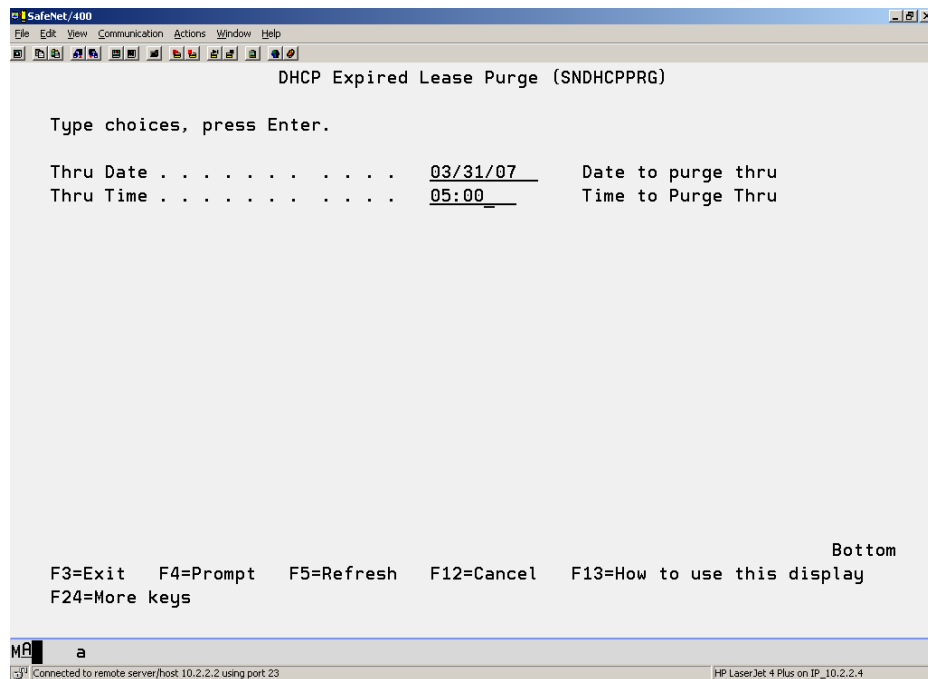 SafeNet/400
File Edit View Communication Actions Window Help
DHCP Expired Lease Purge (SNDHCPPRG)
Type choices, press Enter.
Thru Date . . . . . . . . . . . 03/31/07 Date to purge thru
Thru Time . . . . . . . . . . . 05:00 Time to Purge Thru
Bottom
F3=Exit F4=Prompt F5=Refresh F12=Cancel F13=How to use this display
F24=More keys
MA a
Connected to remote server/host 10.2.2.2 using port 23 HP LaserJet 4 Plus on IP_10.2.2.4